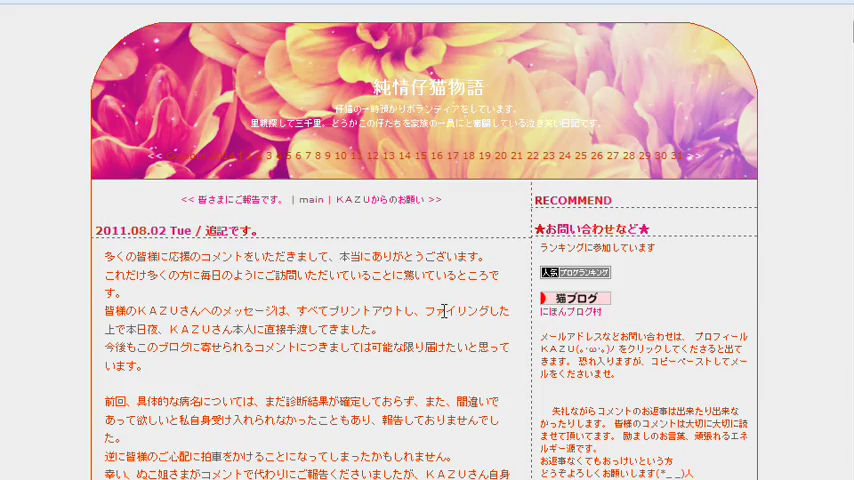 純情仔猫物語
仔猫の一時預かりボランティアをしています。
里親探して三千里、どうかこの仔たちを家族の一員にと奮闘している泣き笑い日記です。
2 3 4 5 6 7 8 9 10 11 12 13 14 15 16 17 18 19 20 21 22 23 24 25 26 27 28 29 30 31
<< 皆さまにご報告です。 | main | ＫＡＺＵからのお願い >>
2011.08.02 Tue / 追記です。
多くの皆様に応援のコメントをいただきまして、本当にありがとうございます。
これだけ多くの方に毎日のようにご訪問いただいていることに驚いているところで
す。
皆様のＫＡＺＵさんへのメッセージは、すべてプリントアウトし、ファイリングした
上で本日夜、ＫＡＺＵさん本人に直接手渡してきました。
今後もこのブログに寄せられるコメントにつきましては可能な限り届けたいと思って
います。
前回、具体的な病名については、まだ診断結果が確定しておらず、また、間違いで
あって欲しいと私自身受け入れられなかったこともあり、報告しておりませんでし
た。
逆に皆様のご心配に拍車をかけることになってしまったかもしれません。
幸い、ぬこ姐さまがコメントで代わりにご報告くださいましたが、ＫＡＺＵさん自身
RECOMMEND
★お問い合わせなど★
ランキングに参加しています
人気ブログランキング
猫ブログ
にほんブログ村
メールアドレスなどお問い合わせは、 プロフィール
ＫＡＺＵ(｡･ω･｡)ﾉ をクリックしてくださると出て
きます。 恐れ入りますが、コピーペーストしてメー
ルをくださいませ。
失礼ながらコメントのお返事は出来たり出来な
かったりします。 皆様のコメントは大切に大切に読
ませて頂いてます。 励ましのお言葉、頑張れるエネ
ルギー源です。
お返事なくてもおっけいという方
どうぞよろしくお願いします(*_ _)人